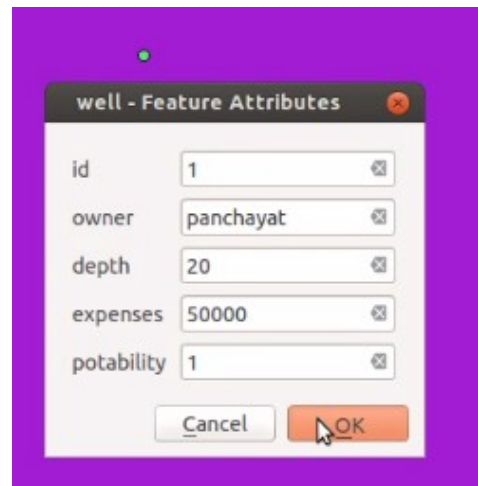 well - Feature Attributes
id 1
owner panchayat
depth 20
expenses 50000
potability 1
Cancel OK